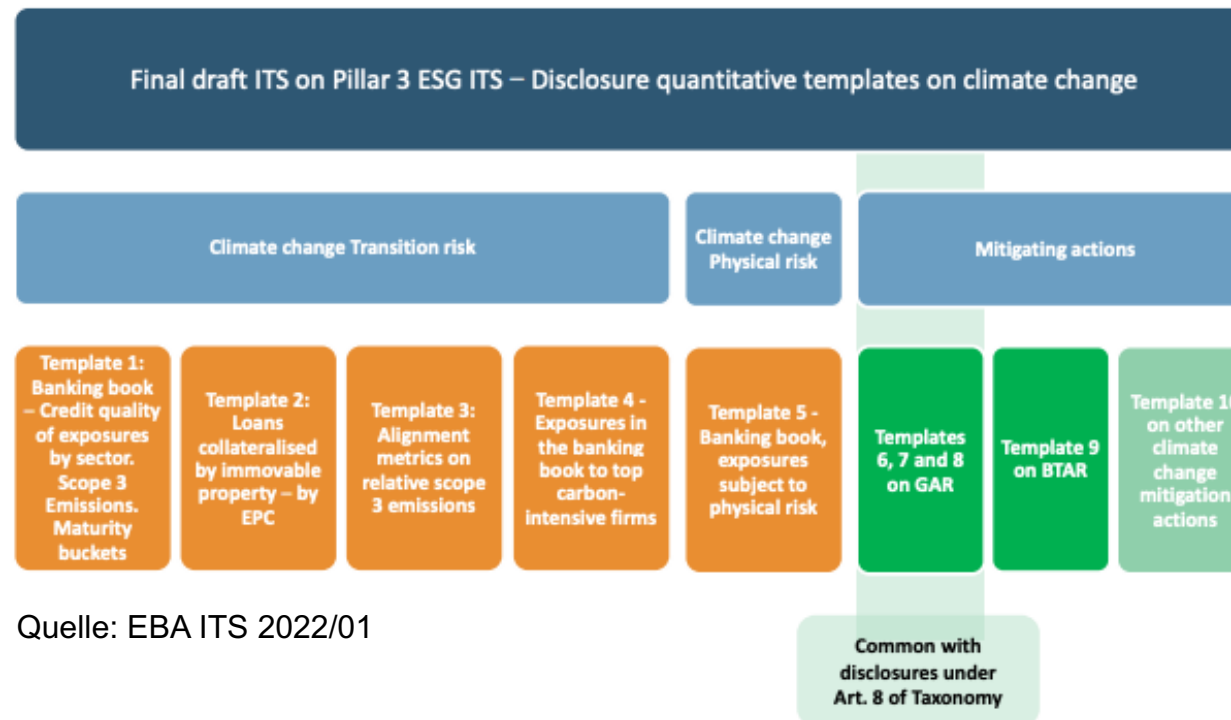 Final draft ITS on Pillar 3 ESG ITS – Disclosure quantitative templates on climate change
Climate change Transition risk
Climate change
Physical risk
Mitigating actions
Template 1:
Banking book
– Credit quality
of exposures
by sector.
Scope 3
Emissions.
Maturity
buckets
Template 2:
Loans
collateralised
by immovable
property – by
EPC
Template 3:
Alignment
metrics on
relative scope
3 emissions
Template 4 -
Exposures in
the banking
book to top
carbon-
intensive firms
Template 5 -
Banking book,
exposures
subject to
physical risk
Templates
6, 7 and 8
on GAR
Template 9
on BTAR
Template 10
on other
climate
change
mitigation
actions
Quelle: EBA ITS 2022/01
Common with
disclosures under
Art. 8 of Taxonomy